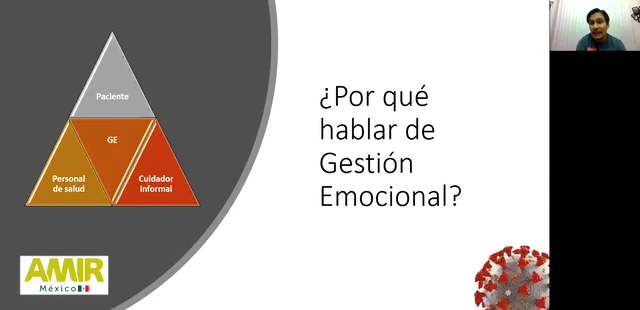 Paciente
GE
Personal
de salud
Cuidador
informal
¿Por qué
hablar de
Gestión
Emocional?
AMIR
México